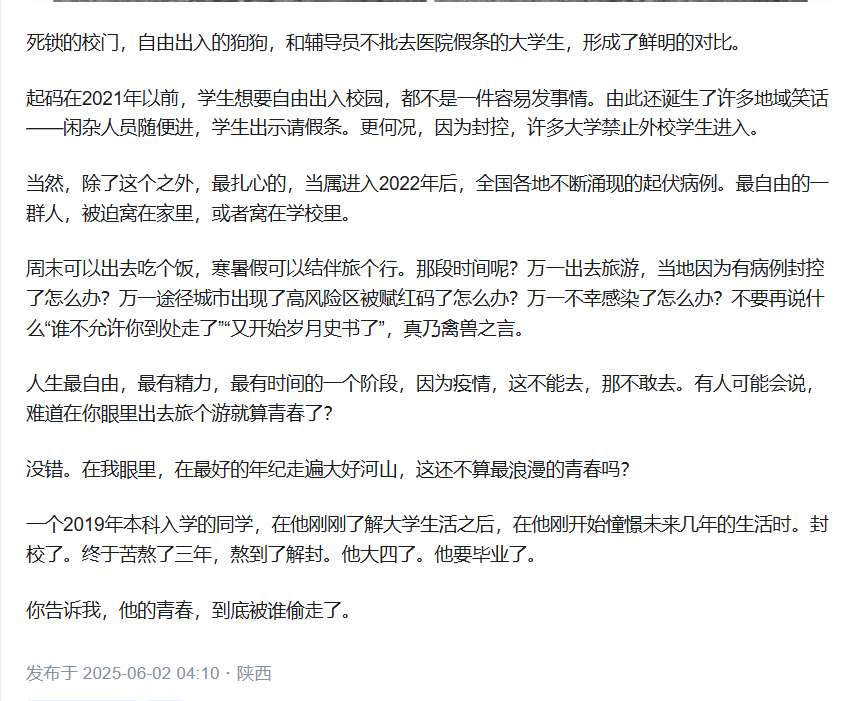 死锁的校门，自由出入的狗狗，和辅导员不批去医院假条的大学生，形成了鲜明的对比。
起码在2021年以前，学生想要自由出入校园，都不是一件容易发事情。由此还诞生了许多地域笑话
——闲杂人员随便进，学生出示请假条。更何况，因为封控，许多大学禁止外校学生进入。
当然，除了这个之外，最扎心的，当属进入2022年后，全国各地不断涌现的起伏病例。最自由的一
群人，被迫窝在家里，或者窝在学校里。
周末可以出去吃个饭，寒暑假可以结伴旅个行。那段时间呢？万一出去旅游，当地因为有病例封控
了怎么办？万一途径城市出现了高风险区被赋红码了怎么办？万一不幸感染了怎么办？不要再说什
么“谁不允许你到处走了”“又开始岁月史书了”，真乃禽兽之言。
人生最自由，最有精力，最有时间的一个阶段，因为疫情，这不能去，那不敢去。有人可能会说，
难道在你眼里出去旅个游就算青春了？
没错。在我眼里，在最好的年纪走遍大好河山，这还不算最浪漫的青春吗？
一个2019年本科入学的同学，在他刚刚了解大学生活之后，在他刚开始憧憬未来几年的生活时。封
校了。终于苦熬了三年，熬到了解封。他大四了。他要毕业了。
你告诉我，他的青春，到底被谁偷走了。
发布于 2025-06-02 04:10・陕西